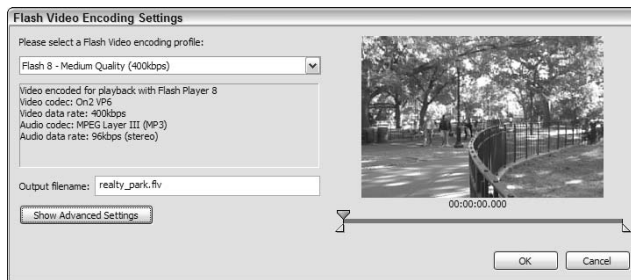 Flash Video Encoding Settings
Please select a Flash Video encoding profile:
Flash 8 - Medium Quality (400kbps)
Video encoded for playback with Flash Player 8
Video codec: On2 VP6
Video data rate: 400kbps
Audio codec: MPEG Layer III (MP3)
Audio data rate: 96kbps (stereo)
Output filename: realty_park.flv
Show Advanced Settings
00:00:00.000
OK Cancel